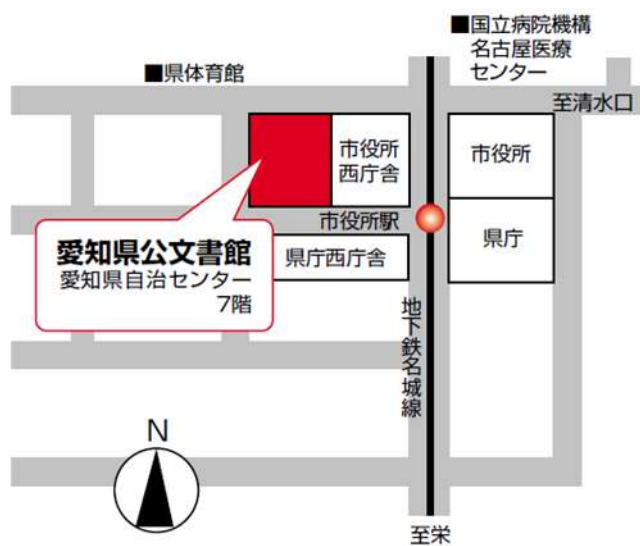 ■国立病院機構
名古屋医療
センター
■県体育館
至清水口
市役所
西庁舎
市役所
市役所駅
愛知県公文書館
愛知県自治センター
7階
県庁西庁舎
県庁
地下鉄名城線
N
至栄